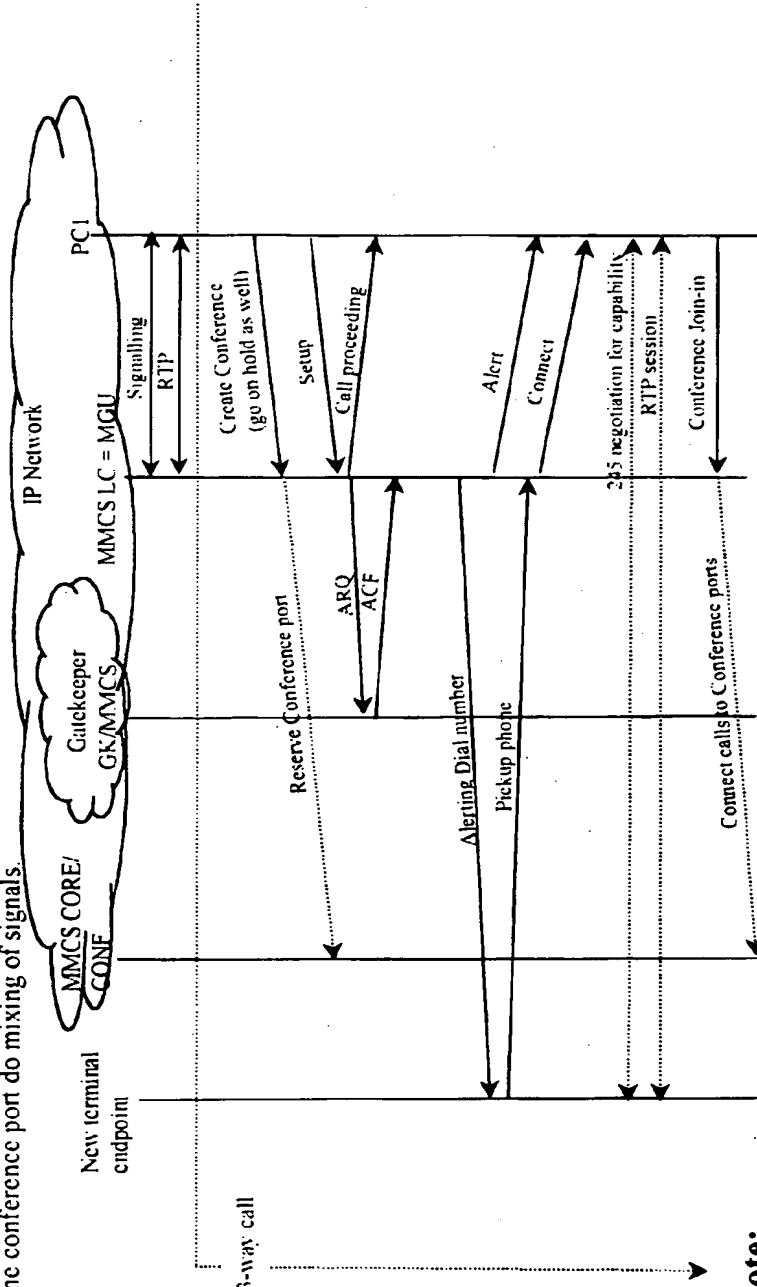 ne conference port do mixing of signals.
IP Network
MMCS CORE/
CONF
Gatekeeper
GK/MMCS
MMCS LC = MGU
PC1
New terminal
endpoint
Signalling
RTP
Create Conference
(go on hold as well)
Reserve Conference port
Setup
Call proceeding
ARQ
ACF
Alerting Dial number
Alert
Pickup phone
Connect
245 negotiation for capability
RTP session
Conference Join-in
Connect calls to Conference ports
3-way call
ote: